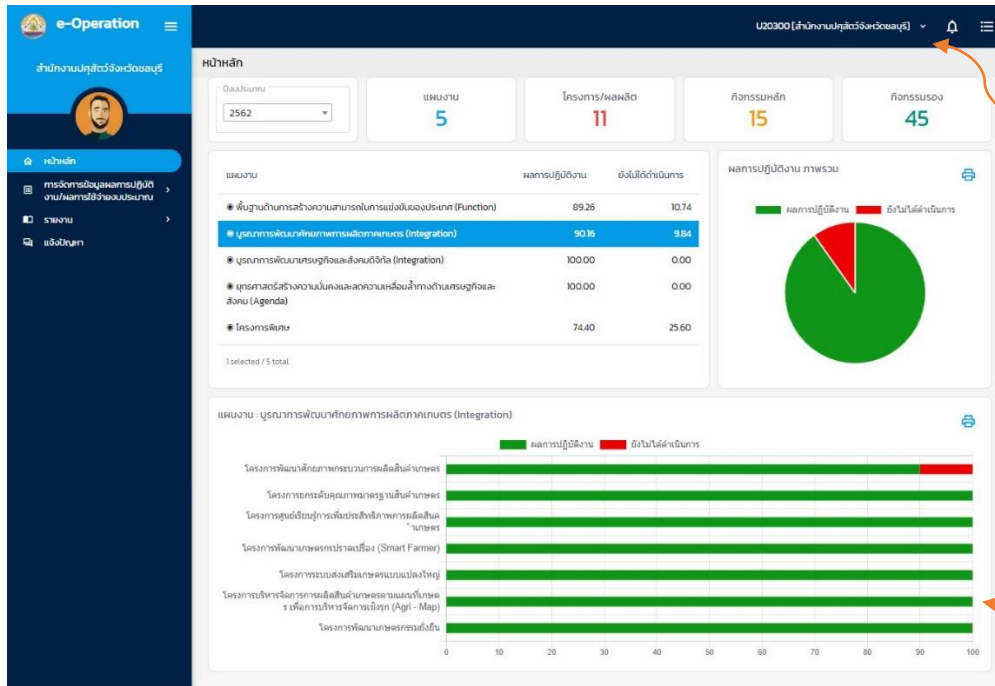 e-Operation
U20300 [สำนักงานปศุสัตว์จังหวัดชลบุรี]
สำนักงานปศุสัตว์จังหวัดชลบุรี
หน้าหลัก
การจัดการข้อมูลผลการปฏิบัติ
งาน/ผลการใช้จ่ายงบประมาณ
รายงาน
แจ้งปัญหา
หน้าหลัก
ปีงบประมาณ
2562
แผนงาน
5
โครงการ/ผลผลิต
11
กิจกรรมหลัก
15
กิจกรรมรอง
45
แผนงาน ผลการปฏิบัติงาน ยังไม่ได้ดำเนินการ
พื้นฐานด้านการสร้างความสามารถในการแข่งขันของประเทศ (Function) 89.26 10.74
บูรณาการพัฒนาศักยภาพการผลิตภาคเกษตร (Integration) 90.16 9.84
บูรณาการพัฒนาเศรษฐกิจและสังคมดิจิทัล (Integration) 100.00 0.00
ยุทธศาสตร์สร้างความมั่นคงและลดความเหลื่อมล้ำทางด้านเศรษฐกิจและ 100.00 0.00
สังคม (Agenda)
โครงการพิเศษ 74.40 25.60
1 selected / 5 total
ผลการปฏิบัติงาน ภาพรวม
ผลการปฏิบัติงาน ยังไม่ได้ดำเนินการ
แผนงาน : บูรณาการพัฒนาศักยภาพการผลิตภาคเกษตร (Integration)
ผลการปฏิบัติงาน ยังไม่ได้ดำเนินการ
โครงการพัฒนาศักยภาพกระบวนการผลิตสินค้าเกษตร
โครงการยกระดับคุณภาพมาตรฐานสินค้าเกษตร
โครงการศูนย์เรียนรู้การเพิ่มประสิทธิภาพการผลิตสินค
้าเกษตร
โครงการพัฒนาเกษตรกรปราดเปรื่อง (Smart Farmer)
โครงการระบบส่งเสริมเกษตรแบบแปลงใหญ่
โครงการบริหารจัดการการผลิตสินค้าเกษตรตามแผนที่เกษต
ร เพื่อการบริหารจัดการเชิงรุก (Agri - Map)
โครงการพัฒนาเกษตรกรรมยั่งยืน
0 10 20 30 40 50 60 70 80 90 100